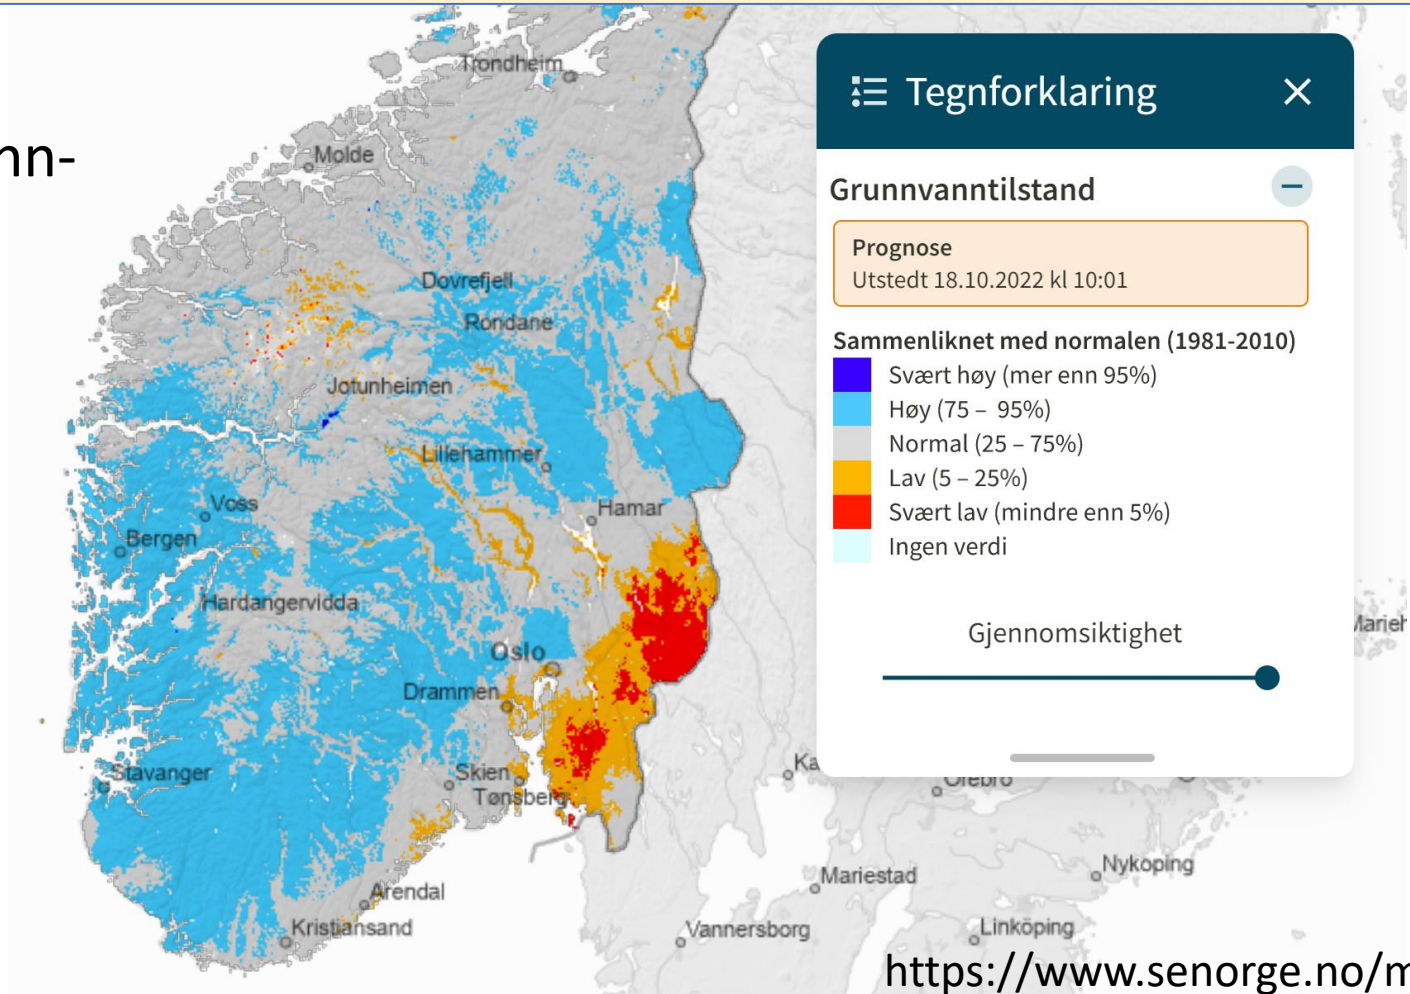 nn-
Trondheim
Molde
Dovrefjell
Rondane
Jotunheimen
Lillehammer
Hamar
Voss
Bergen
Hardangervidda
Oslo
Drammen
Stavanger
Skien
Tønsberg
Arendal
Kristiansand
Tegnforklaring
Grunnvanntilstand
Prognose
Utstedt 18.10.2022 kl 10:01
Sammenliknet med normalen (1981-2010)
Svært høy (mer enn 95%)
Høy (75 – 95%)
Normal (25 – 75%)
Lav (5 – 25%)
Svært lav (mindre enn 5%)
Ingen verdi
Gjennomsiktighet
Marieh
Ka
Örebro
Mariestad
Nykoping
Vannersborg
Linköping
https://www.senorge.no/m